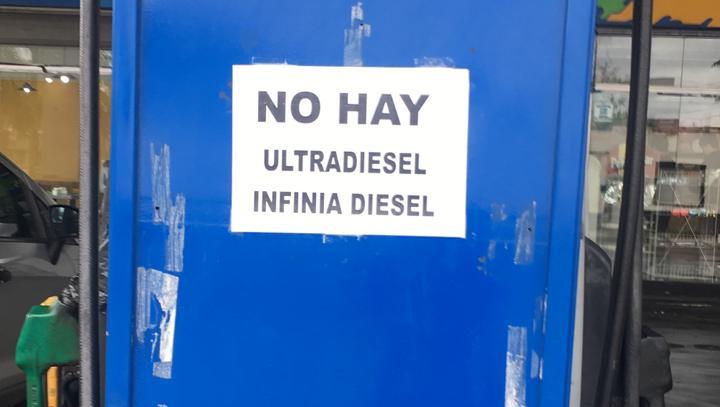 NO HAY
ULTRADIESEL
INFINIA DIESEL